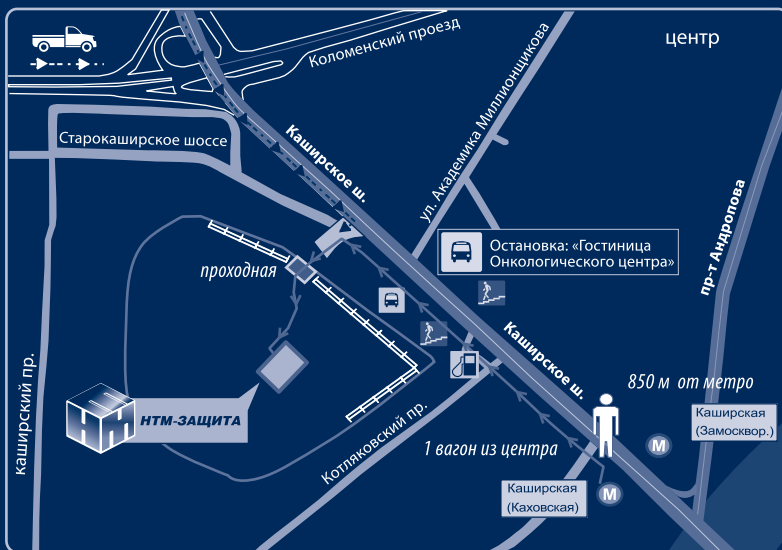 центр
Коломенский проезд
Старокаширское шоссе
Каширское ш.
ул. Академика Миллионщикова
пр-т Андропова
Остановка: «Гостиница
Онкологического центра»
проходная
Каширское ш.
850 м от метро
каширский пр.
НТМ-ЗАЩИТА
Котляковский пр.
1 вагон из центра
Каширская
(Замосквор.)
М
Каширская
(Каховская)
М